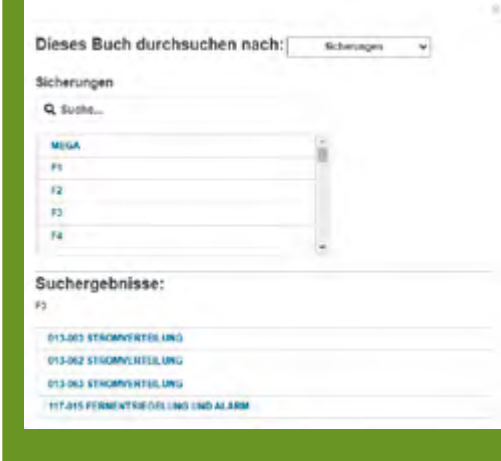 Dieses Buch durchsuchen nach: Sicherungen
Sicherungen
Suche...
MEGA
F1
F2
F3
F4
Suchergebnisse:
F3
013-003 STROMVERTEILUNG
013-062 STROMVERTEILUNG
013-063 STROMVERTEILUNG
117-015 FERNENTRIEGELUNG UND ALARM